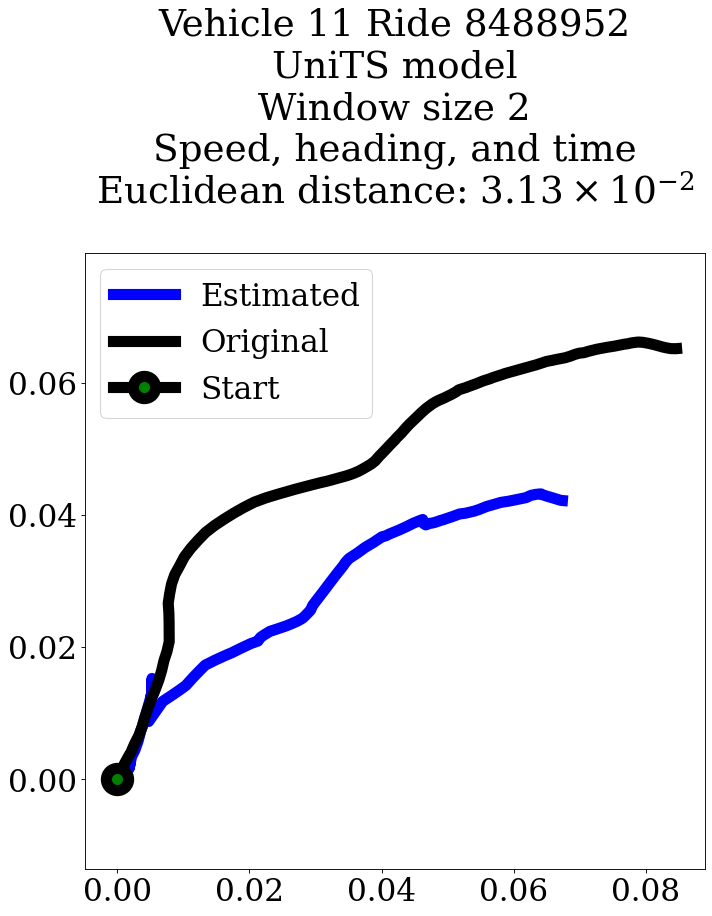 Vehicle 11 Ride 8488952
UniTS model
Window size 2
Speed, heading, and time
Euclidean distance: 3.13 × 10⁻²
Estimated
Original
Start
0.06
0.04
0.02
0.00
0.00 0.02 0.04 0.06 0.08